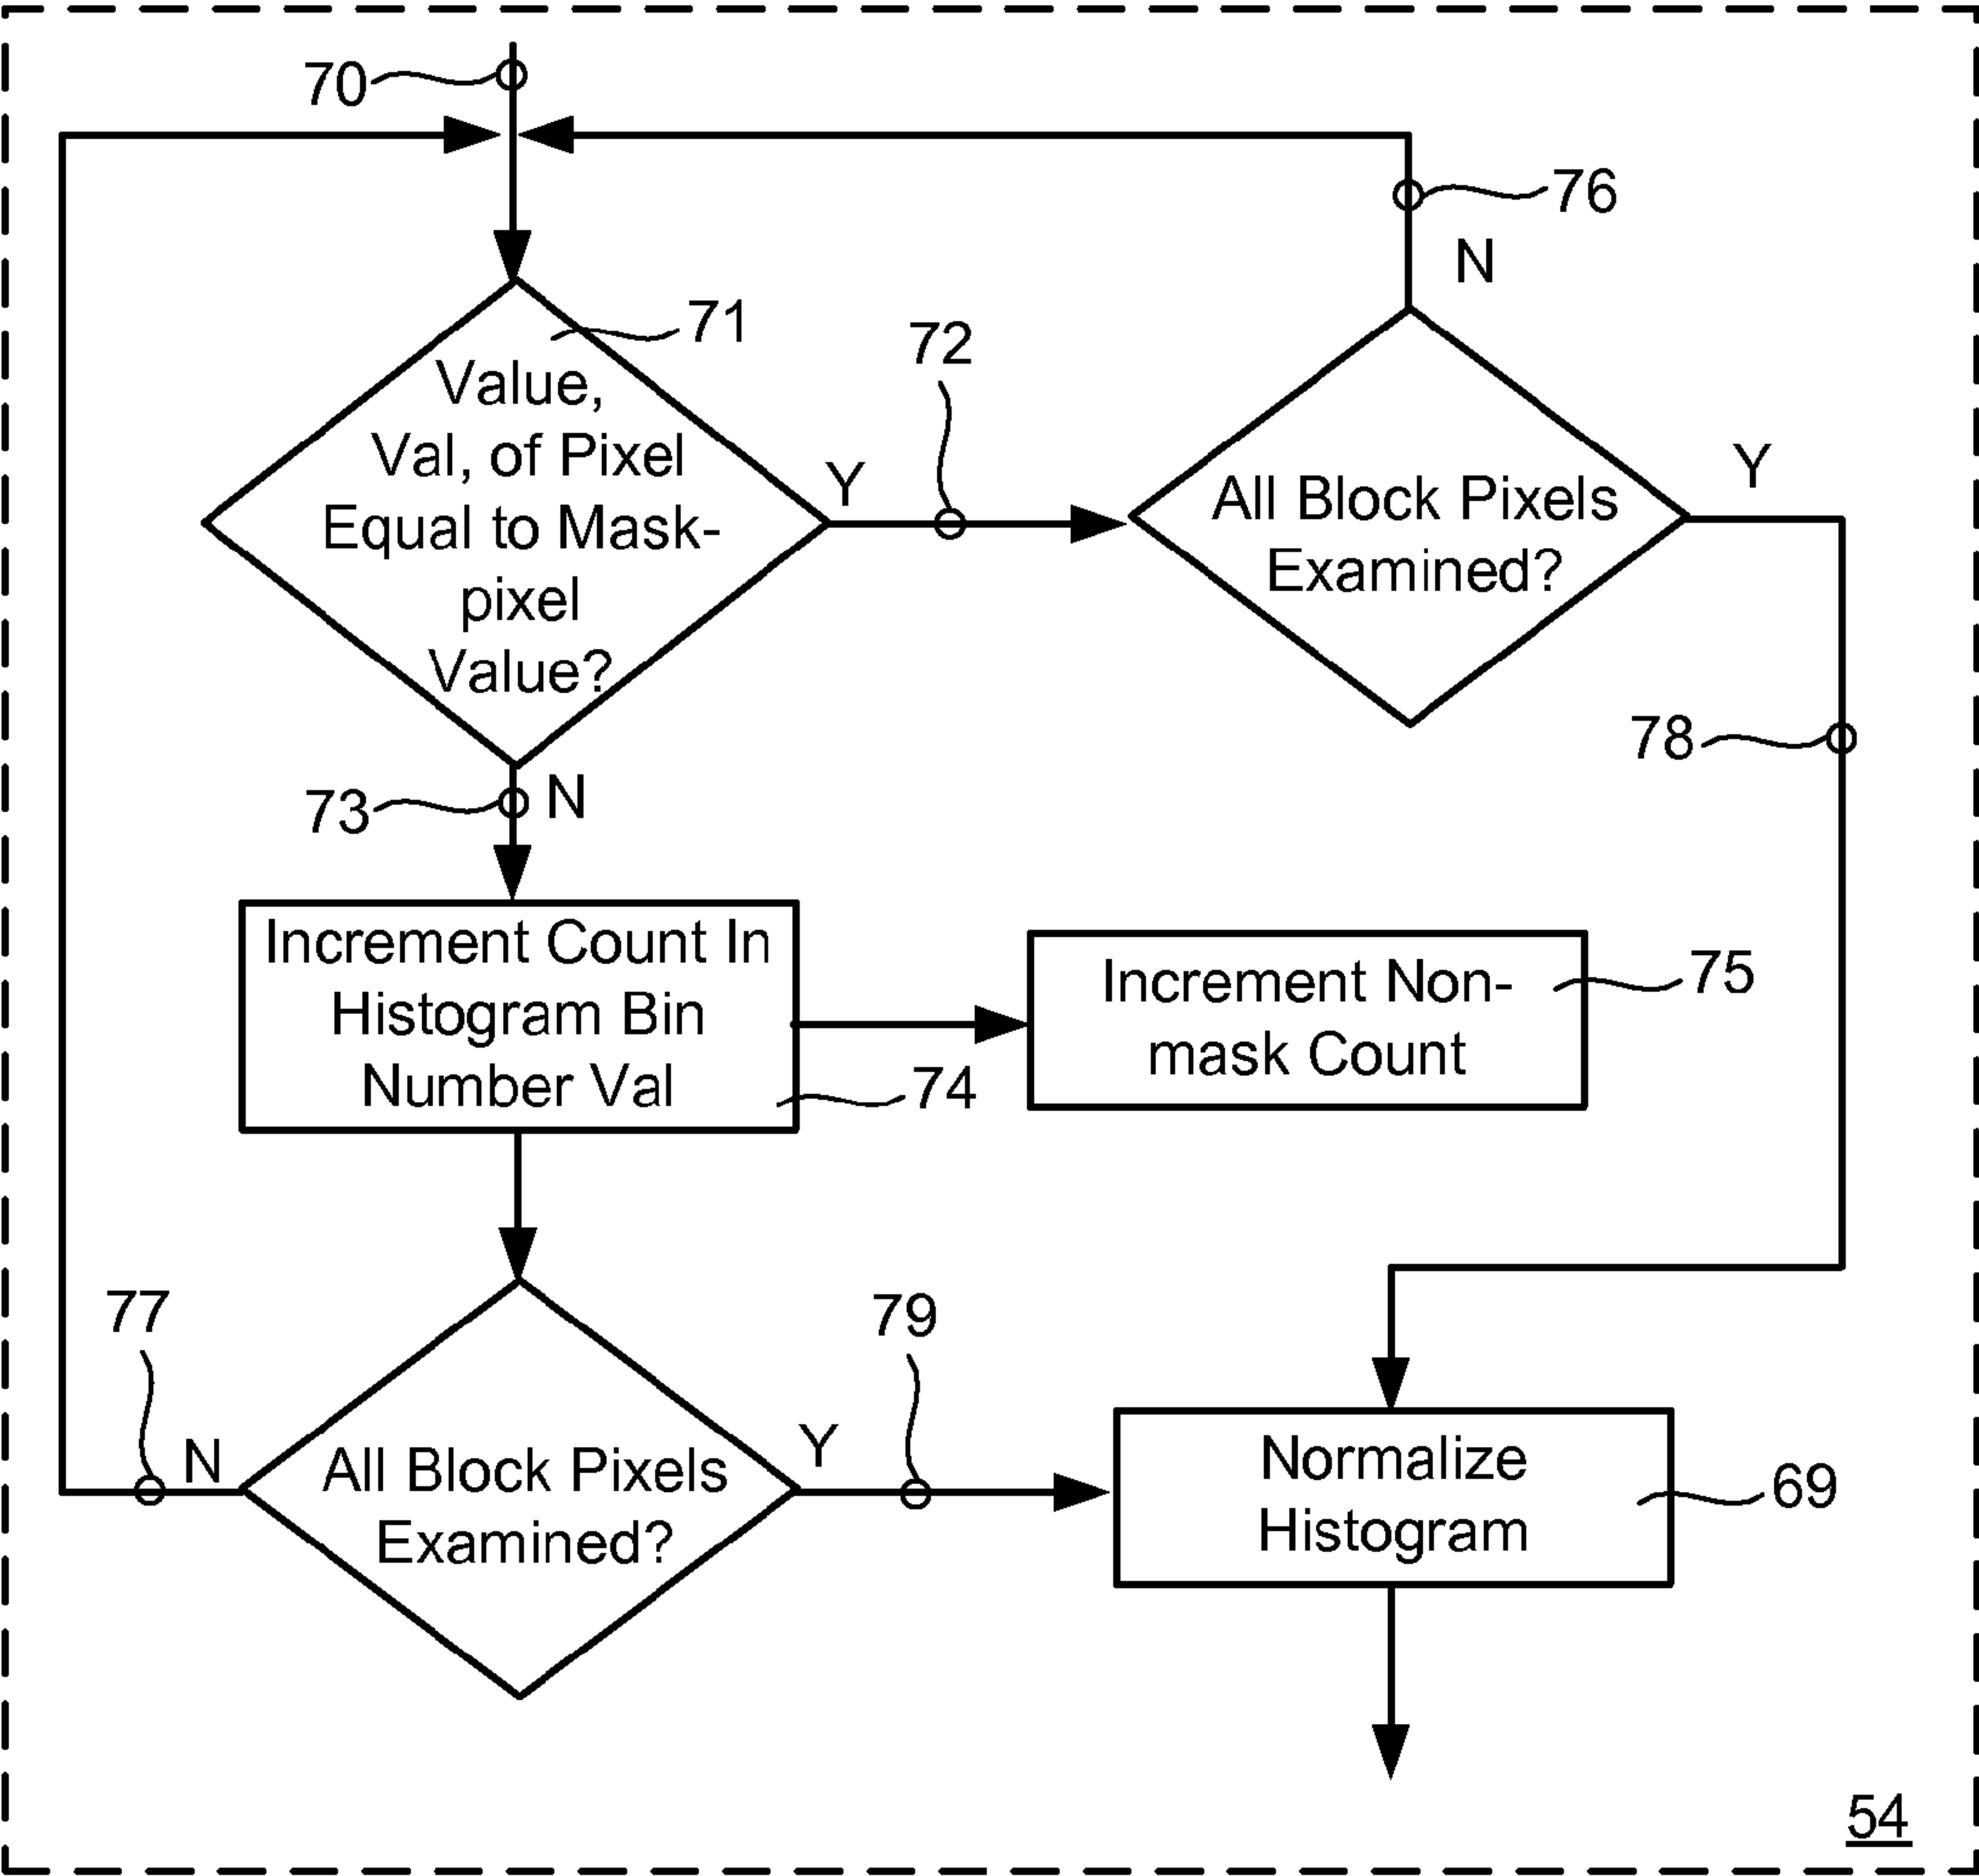 70
76
N
71
Value,
Val, of Pixel
Equal to Mask-
pixel
Value?
72
Y
All Block Pixels
Examined?
Y
78
73
N
Increment Count In
Histogram Bin
Number Val
74
Increment Non-
mask Count
75
77
N
All Block Pixels
Examined?
Y
79
Normalize
Histogram
69
54